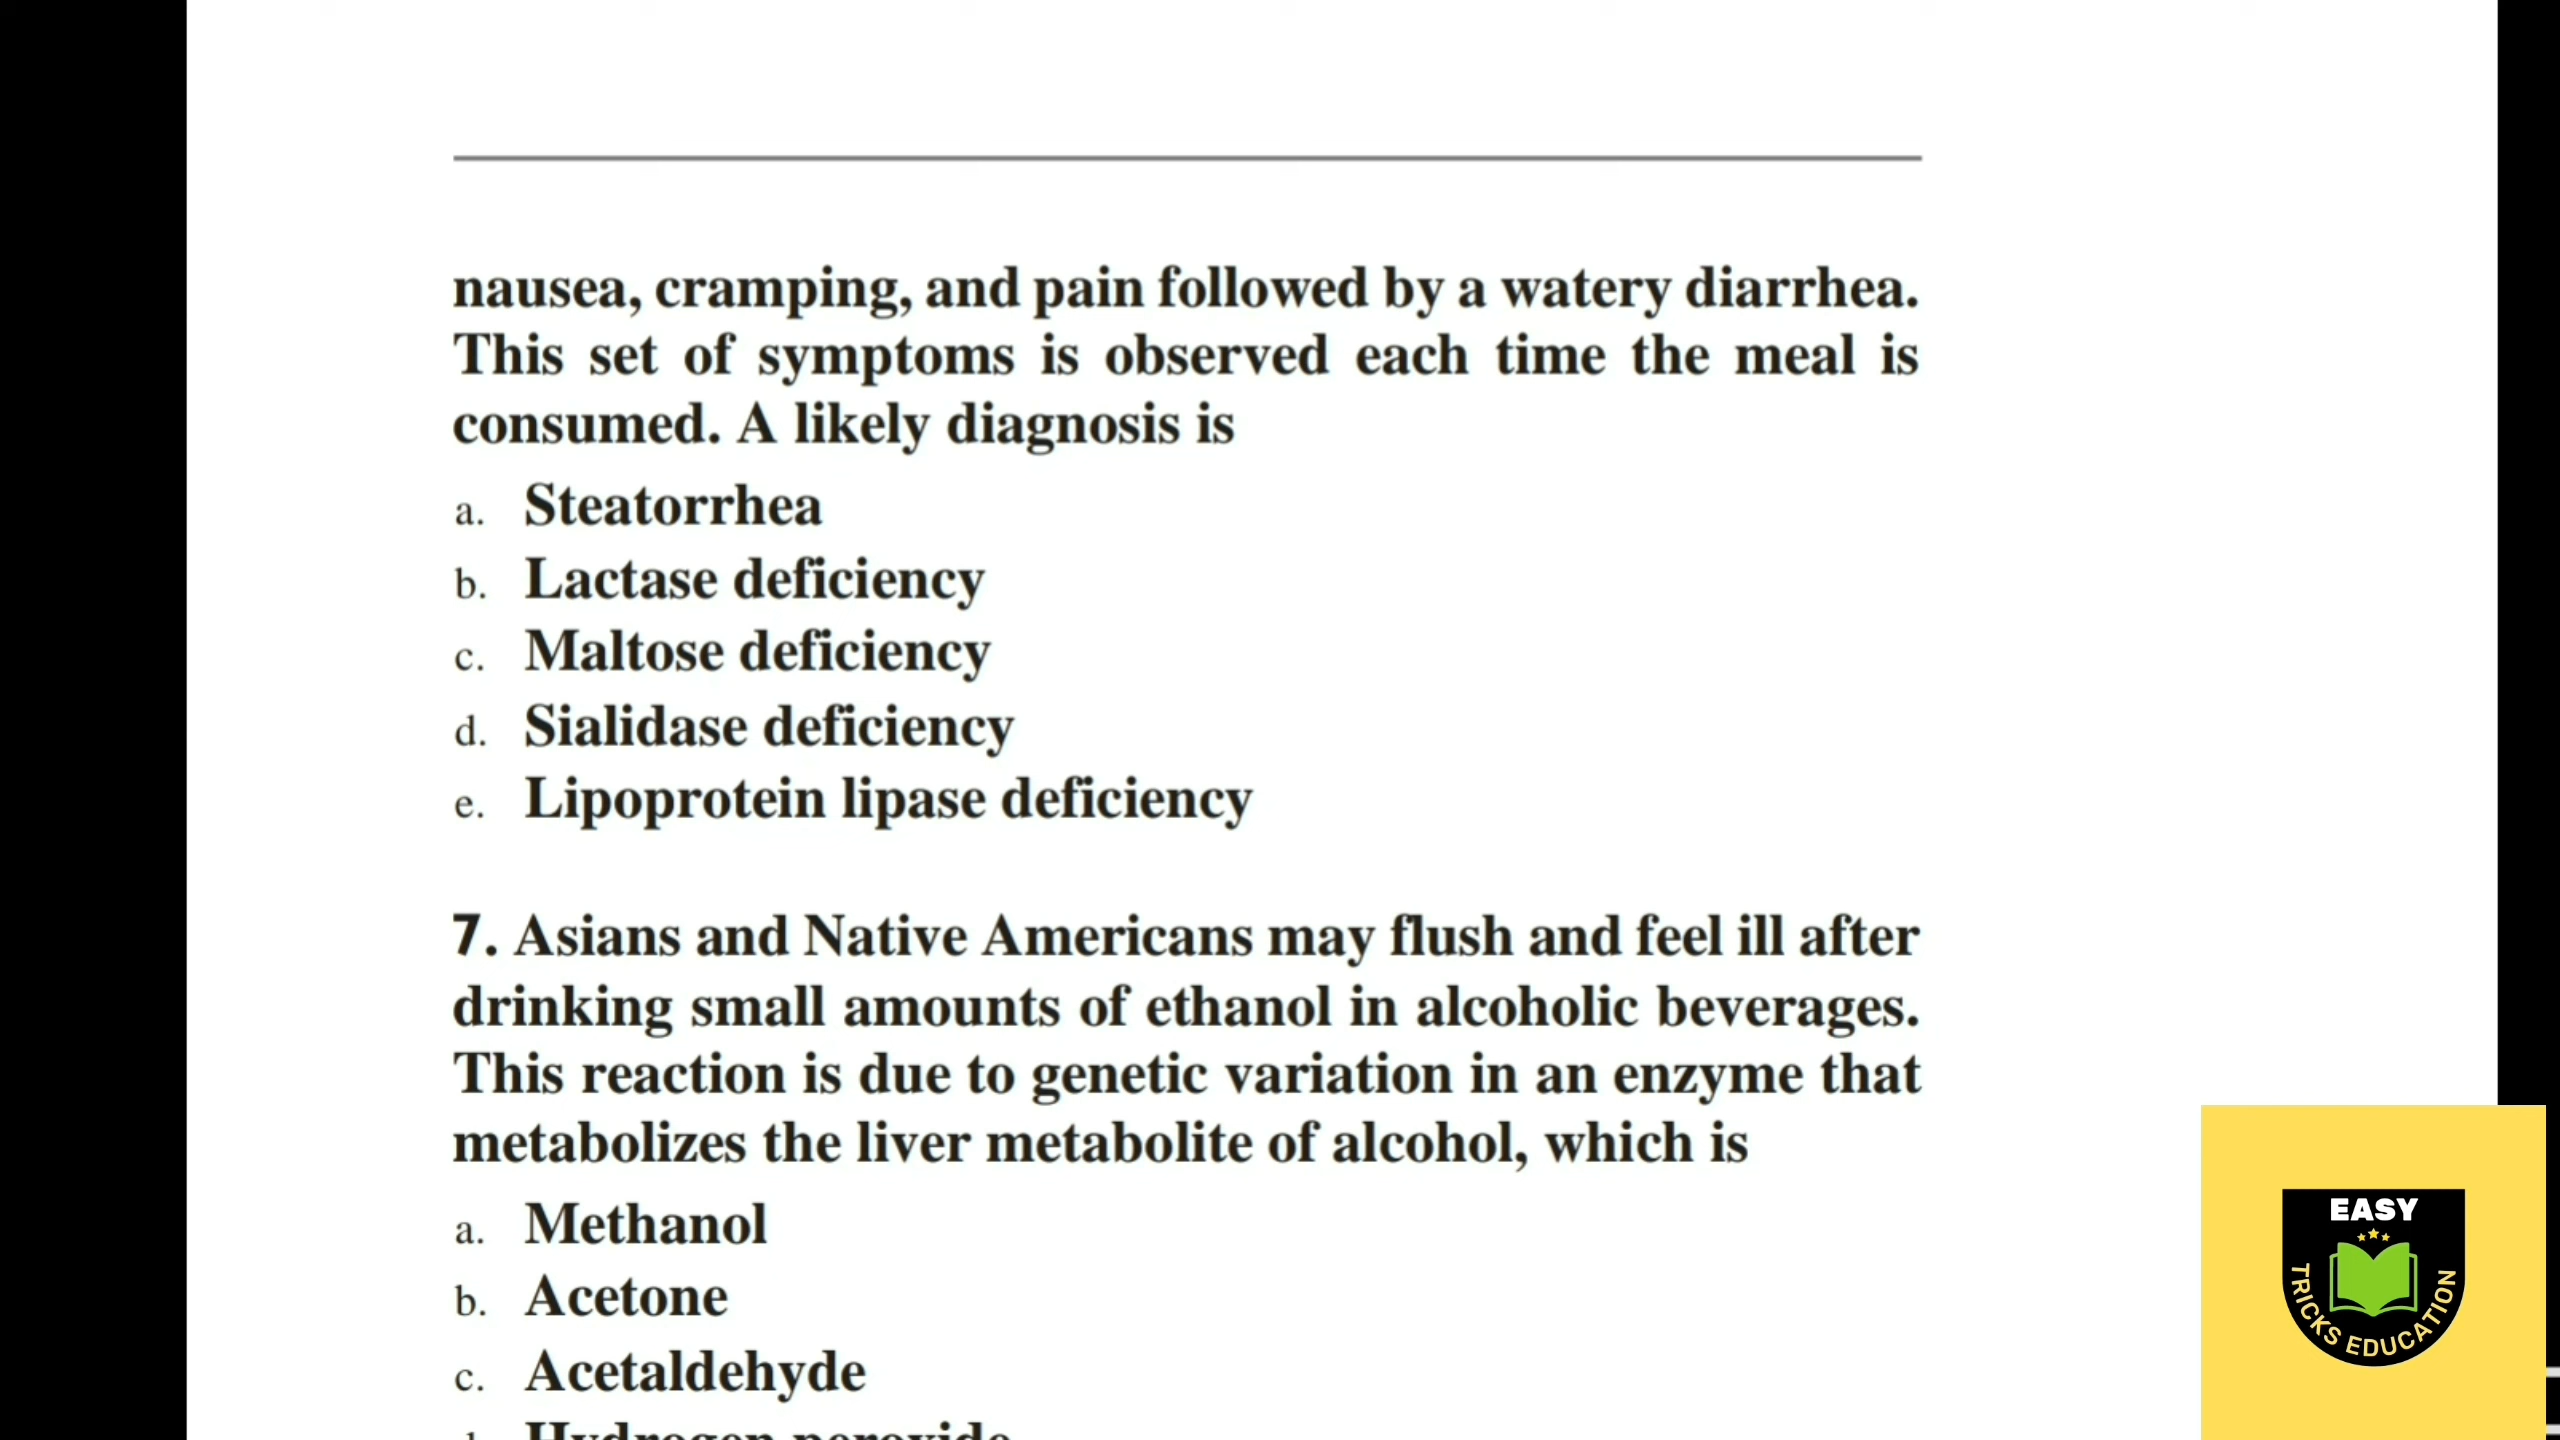 nausea, cramping, and pain followed by a watery diarrhea.
This set of symptoms is observed each time the meal is
consumed. A likely diagnosis is
a. Steatorrhea
b. Lactase deficiency
c. Maltose deficiency
d. Sialidase deficiency
e. Lipoprotein lipase deficiency
7. Asians and Native Americans may flush and feel ill after
drinking small amounts of ethanol in alcoholic beverages.
This reaction is due to genetic variation in an enzyme that
metabolizes the liver metabolite of alcohol, which is
a. Methanol
b. Acetone
c. Acetaldehyde
d. Hydrogen peroxide
EASY
TRICKS EDUCATION